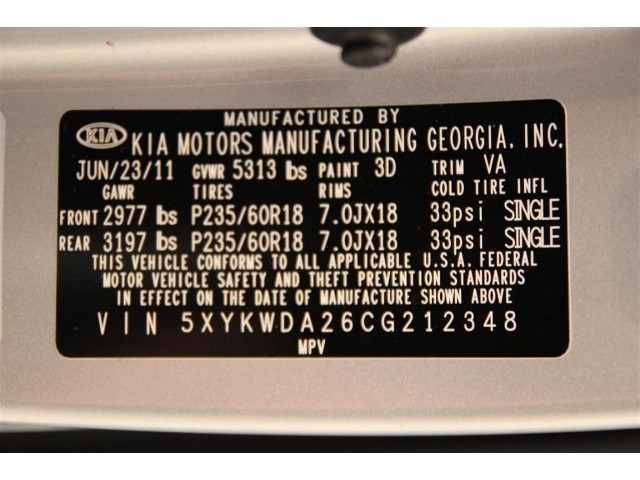 MANUFACTURED BY
KIA KIA MOTORS MANUFACTURING GEORGIA, INC.
JUN/23/11 GVWR 5313 lbs PAINT 3D TRIM VA
GAWR TIRES RIMS COLD TIRE INFL
FRONT 2977 lbs P235/60R18 7.0JX18 33psi SINGLE
REAR 3197 lbs P235/60R18 7.0JX18 33psi SINGLE
THIS VEHICLE CONFORMS TO ALL APPLICABLE U.S.A. FEDERAL
MOTOR VEHICLE SAFETY AND THEFT PREVENTION STANDARDS
IN EFFECT ON THE DATE OF MANUFACTURE SHOWN ABOVE
VIN 5XYKWDA26CG212348
MPV